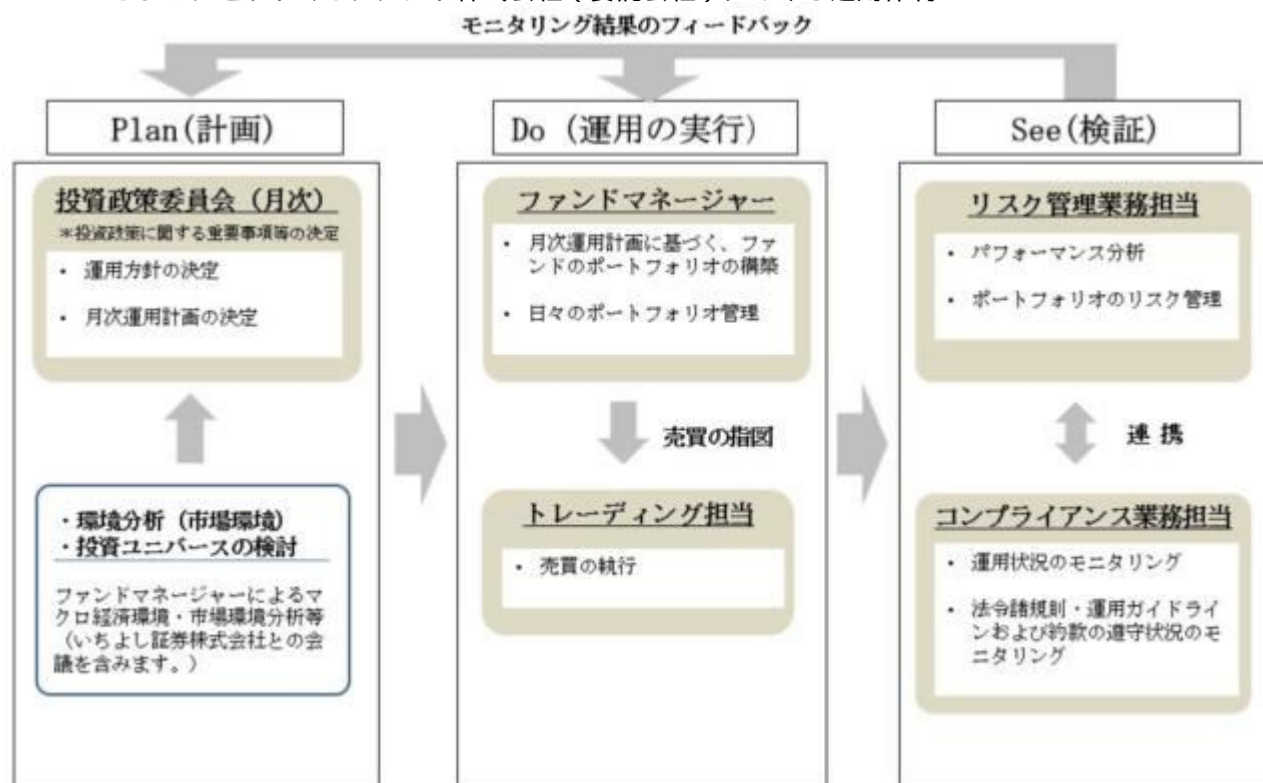 モニタリング結果のフィードバック
Plan(計画)
投資政策委員会（月次）
＊投資政策に関する重要事項等の決定
・ 運用方針の決定
・ 月次運用計画の決定
・環境分析（市場環境）
・投資ユニバースの検討
ファンドマネージャーによるマ
クロ経済環境・市場環境分析等
（いちよし証券株式会社との会
議を含みます。）
Do（運用の実行）
ファンドマネージャー
・ 月次運用計画に基づく、ファ
ンドのポートフォリオの構築
・ 日々のポートフォリオ管理
売買の指図
トレーディング担当
・ 売買の執行
See(検証)
リスク管理業務担当
・ パフォーマンス分析
・ ポートフォリオのリスク管理
連 携
コンプライアンス業務担当
・ 運用状況のモニタリング
・ 法令諸規則・運用ガイドライ
ンおよび約款の遵守状況のモ
ニタリング